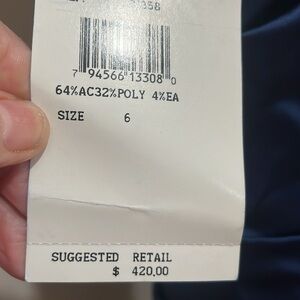 7 94566 13308 0
64%AC32%POLY 4%EA
SIZE 6
SUGGESTED RETAIL
$ 420.00